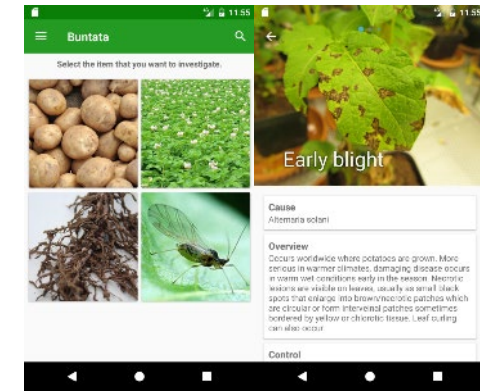 11:55
Buntata
Select the item that you want to investigate.
11:55
Early blight
Cause
Alternaria solani
Overview
Occurs worldwide where potatoes are grown. More
serious in warmer climates, damaging disease occurs
in warm wet conditions early in the season. Necrotic
lesions are visible on leaves, usually as small black
spots that enlarge into brown/necrotic patches which
are circular or form interveinal patches sometimes
bordered by yellow or chlorotic tissue. Leaf curling
can also occur
Control